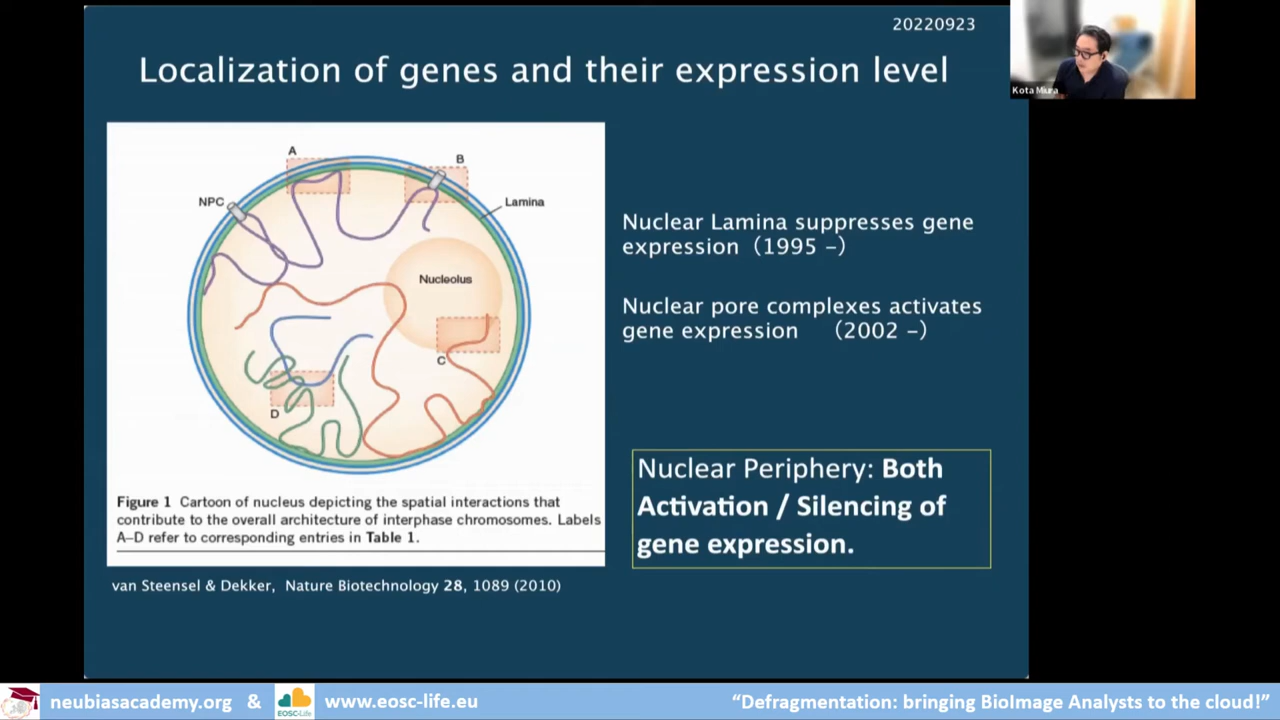 20220923
Localization of genes and their expression level
Kota Miura
A
B
NPC
Lamina
Nucleolus
C
D
Figure 1 Cartoon of nucleus depicting the spatial interactions that
contribute to the overall architecture of interphase chromosomes. Labels
A–D refer to corresponding entries in Table 1.
van Steensel & Dekker, Nature Biotechnology 28, 1089 (2010)
Nuclear Lamina suppresses gene
expression (1995 –)
Nuclear pore complexes activates
gene expression (2002 –)
Nuclear Periphery: Both
Activation / Silencing of
gene expression.
neubiasacademy.org & EOSC-Life www.eosc-life.eu “Defragmentation: bringing BioImage Analysts to the cloud!”